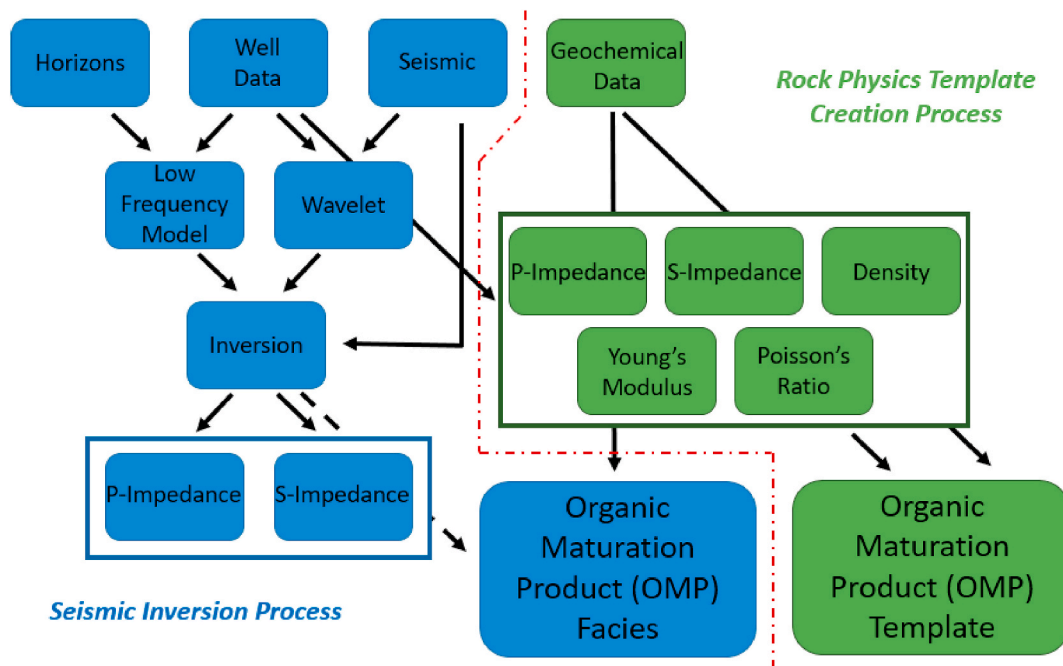 Horizons
Well
Data
Seismic
Geochemical
Data
Rock Physics Template
Creation Process
Low
Frequency
Model
Wavelet
P-Impedance
S-Impedance
Density
Inversion
Young's
Modulus
Poisson's
Ratio
P-Impedance
S-Impedance
Organic
Maturation
Product (OMP)
Facies
Organic
Maturation
Product (OMP)
Template
Seismic Inversion Process